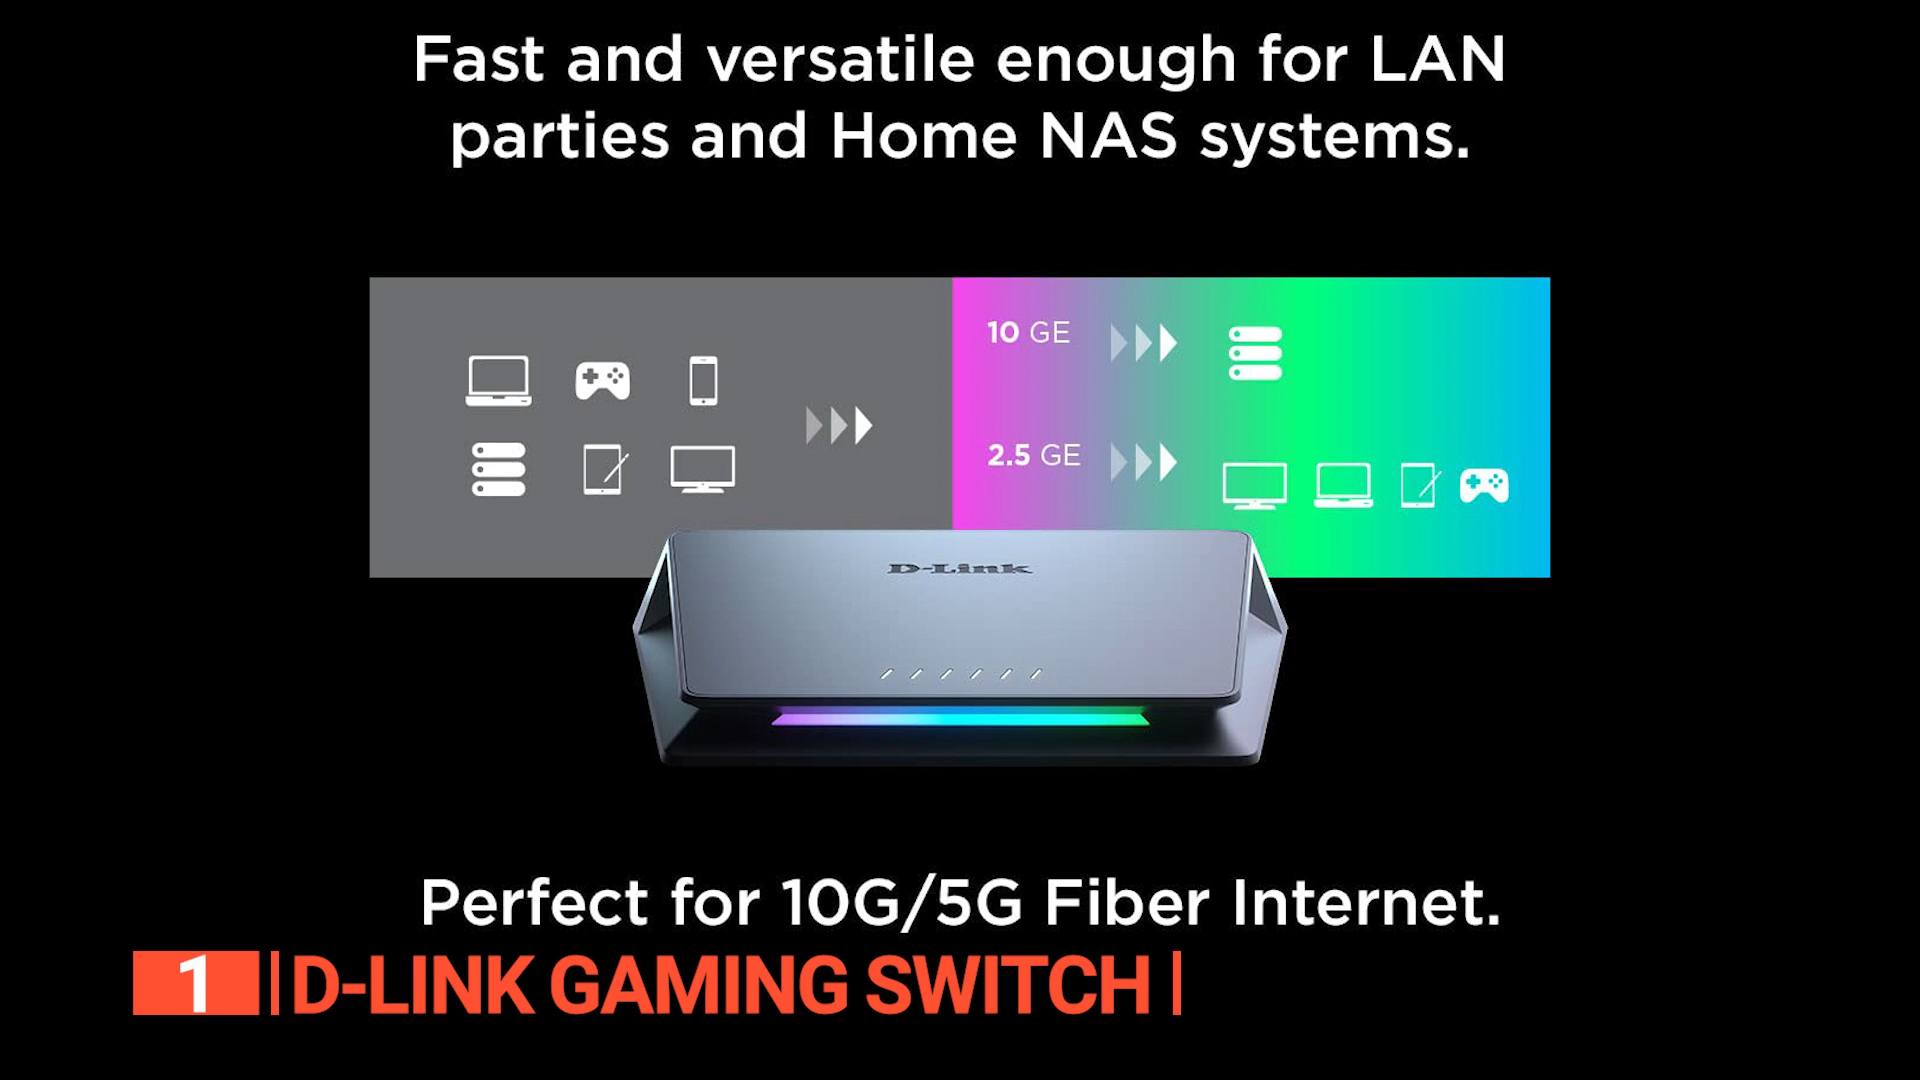 Fast and versatile enough for LAN
parties and Home NAS systems.
10 GE
2.5 GE
D-Link
Perfect for 10G/5G Fiber Internet.
1 D-LINK GAMING SWITCH